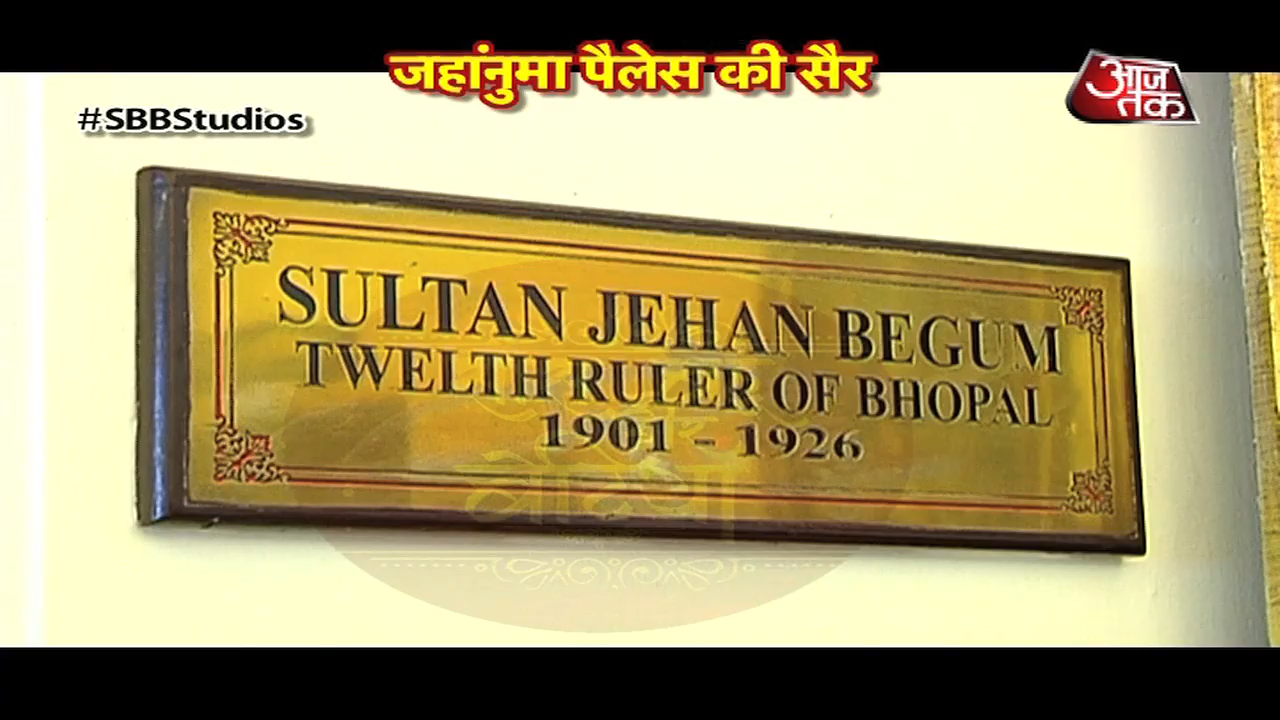 जहांनुमा पैलेस की सैर
आज
तक
#SBBStudios
SULTAN JEHAN BEGUM
TWELTH RULER OF BHOPAL
1901 - 1926